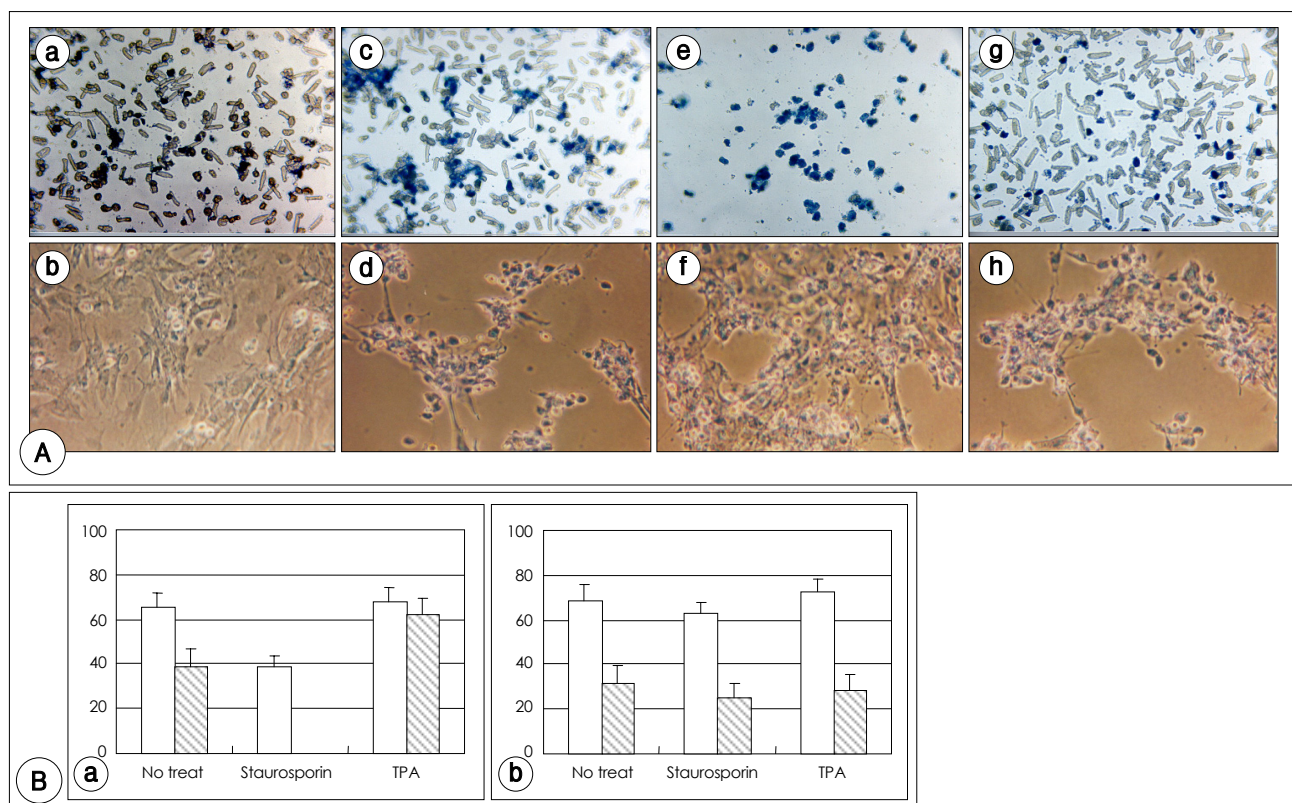 a c e g
b d f h
A
100 100
80 80
60 60
40 40
20 20
0 0
No treat Staurosporin TPA No treat Staurosporin TPA
B a b